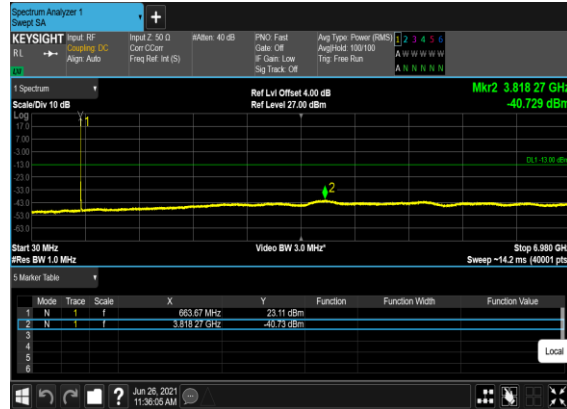 Spectrum Analyzer 1
Swept SA
+
KEYSIGHT Input: RF Input Z: 50 Ω #Atten: 40 dB PNO: Fast Avg Type: Power (RMS) 1 2 3 4 5 6
RL Coupling: DC Corr CCorr Gate: Off Avg|Hold: 100/100 A W W W W W
Align: Auto Freq Ref: Int (S) IF Gain: Low Trig: Free Run
Sig Track: Off A N N N N N
1 Spectrum Ref Lvl Offset 4.00 dB Mkr2 3.818 27 GHz
Scale/Div 10 dB Ref Level 27.00 dBm -40.729 dBm
Log 1
17.0
7.00
-3.00
-13.0 DL1 -13.00 dBm
-23.0
-33.0 2
-43.0
-53.0
-63.0
Start 30 MHz Video BW 3.0 MHz* Stop 6.980 GHz
#Res BW 1.0 MHz Sweep ~14.2 ms (40001 pts)
5 Marker Table
Mode Trace Scale X Y Function Function Width Function Value
1 N 1 f 663.67 MHz 23.11 dBm
2 N 1 f 3.818 27 GHz -40.73 dBm
3
4
5 Local
6
? Jun 26, 2021
11:36:05 AM